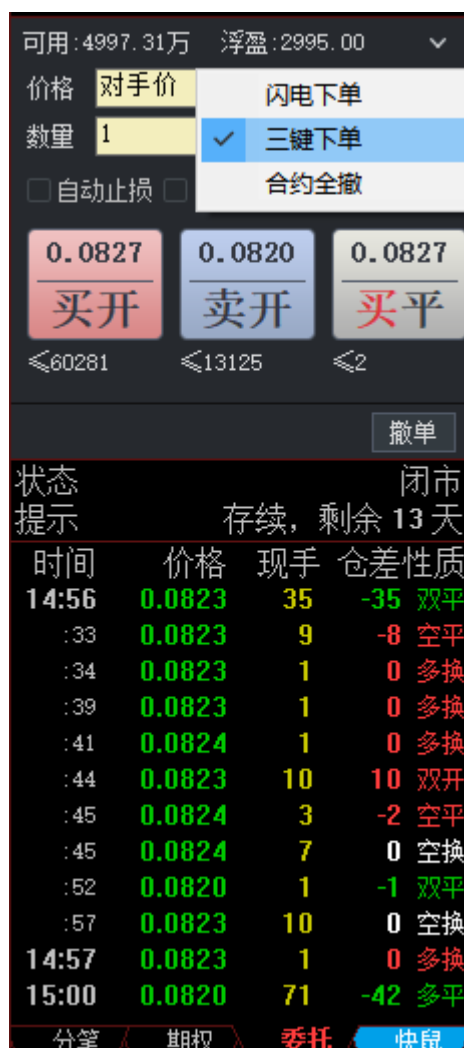 可用:4997.31万 浮盈:2995.00
价格 对手价
闪电下单
数量 1
✓ 三键下单
自动止损
合约全撤
0.0827 0.0820 0.0827
买开 卖开 买平
≤60281 ≤13125 ≤2
撤单
状态 闭市
提示 存续, 剩余 13 天
时间 价格 现手 仓差 性质
14:56 0.0823 35 -35 双平
:33 0.0823 9 -8 空平
:34 0.0823 1 0 多换
:39 0.0823 1 0 多换
:41 0.0824 1 0 多换
:44 0.0823 10 10 双开
:45 0.0824 3 -2 空平
:45 0.0824 7 0 空换
:52 0.0820 1 -1 双平
:57 0.0823 10 0 空换
14:57 0.0823 1 0 多换
15:00 0.0820 71 -42 多平
分笔 期权 委托